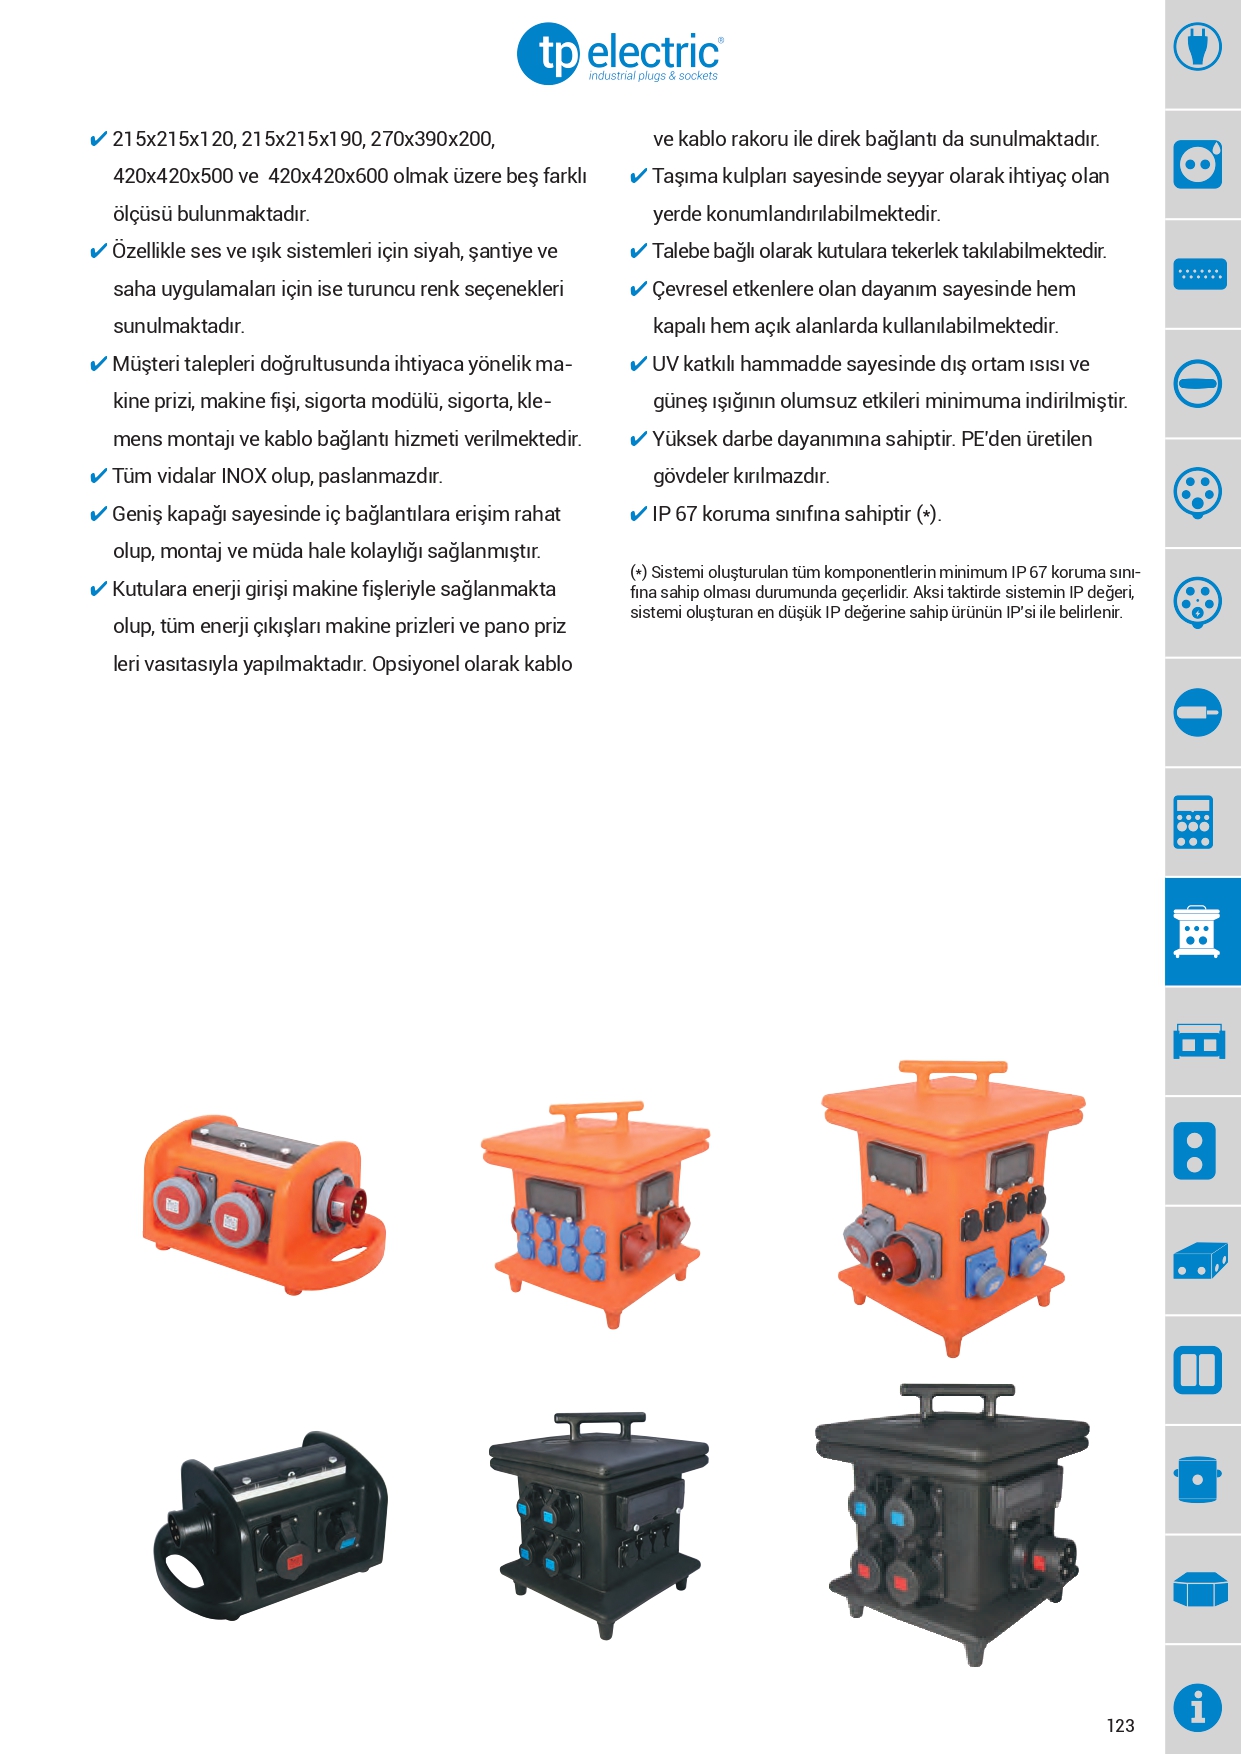 tp electric®
industrial plugs & sockets
✔ 215x215x120, 215x215x190, 270x390x200,
420x420x500 ve 420x420x600 olmak üzere beş farklı
ölçüsü bulunmaktadır.
✔ Özellikle ses ve ışık sistemleri için siyah, şantiye ve
saha uygulamaları için ise turuncu renk seçenekleri
sunulmaktadır.
✔ Müşteri talepleri doğrultusunda ihtiyaca yönelik ma-
kine prizi, makine fişi, sigorta modülü, sigorta, kle-
mens montajı ve kablo bağlantı hizmeti verilmektedir.
✔ Tüm vidalar INOX olup, paslanmazdır.
✔ Geniş kapağı sayesinde iç bağlantılara erişim rahat
olup, montaj ve müda hale kolaylığı sağlanmıştır.
✔ Kutulara enerji girişi makine fişleriyle sağlanmakta
olup, tüm enerji çıkışları makine prizleri ve pano priz
leri vasıtasıyla yapılmaktadır. Opsiyonel olarak kablo
ve kablo rakoru ile direk bağlantı da sunulmaktadır.
✔ Taşıma kulpları sayesinde seyyar olarak ihtiyaç olan
yerde konumlandırılabilmektedir.
✔ Talebe bağlı olarak kutulara tekerlek takılabilmektedir.
✔ Çevresel etkenlere olan dayanım sayesinde hem
kapalı hem açık alanlarda kullanılabilmektedir.
✔ UV katkılı hammadde sayesinde dış ortam ısısı ve
güneş ışığının olumsuz etkileri minimuma indirilmiştir.
✔ Yüksek darbe dayanımına sahiptir. PE'den üretilen
gövdeler kırılmazdır.
✔ IP 67 koruma sınıfına sahiptir (*).
(*) Sistemi oluşturulan tüm komponentlerin minimum IP 67 koruma sını-
fına sahip olması durumunda geçerlidir. Aksi taktirde sistemin IP değeri,
sistemi oluşturan en düşük IP değerine sahip ürünün IP'si ile belirlenir.
123